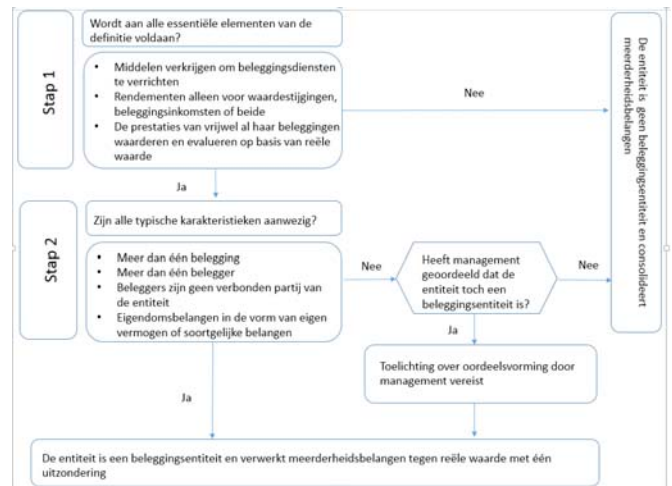 Stap 1
Wordt aan alle essentiële elementen van de
definitie voldaan?
• Middelen verkrijgen om beleggingsdiensten
te verrichten
• Rendementen alleen voor waardestijgingen,
beleggingsinkomsten of beide
• De prestaties van vrijwel al haar beleggingen
waarderen en evalueren op basis van reële
waarde
Nee
De entiteit is geen beleggingsentiteit en consolideert
meerderheidsbelangen
Ja
Stap 2
Zijn alle typische karakteristieken aanwezig?
• Meer dan één belegging
• Meer dan één belegger
• Beleggers zijn geen verbonden partij van
de entiteit
• Eigendomsbelangen in de vorm van eigen
vermogen of soortgelijke belangen
Nee
Heeft management
geoordeeld dat de
entiteit toch een
beleggingsentiteit is?
Nee
Ja
Toelichting over oordeelsvorming door
management vereist
Ja
De entiteit is een beleggingsentiteit en verwerkt meerderheidsbelangen tegen reële waarde met één
uitzondering